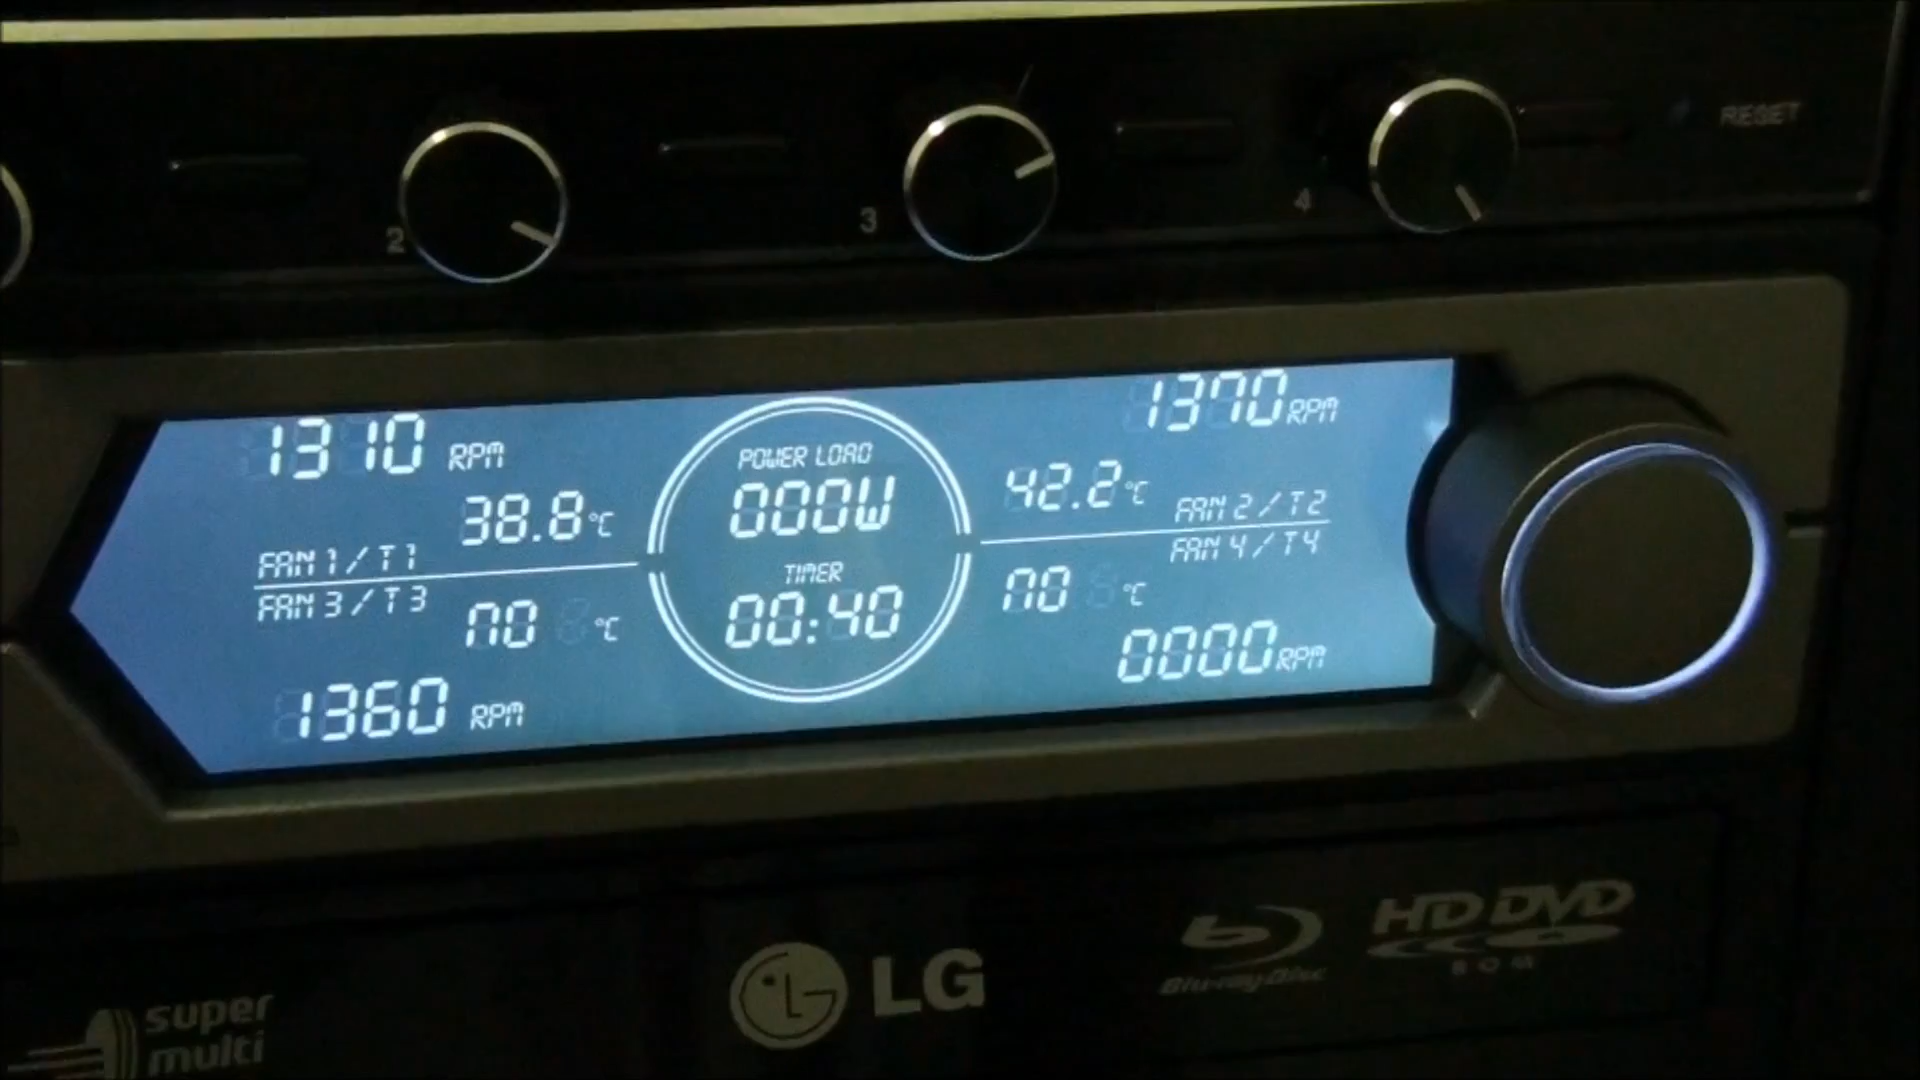 2
3
4
RESET
1310 RPM
38.8 °C
FAN 1 / T1
FAN 3 / T3
NO °C
1360 RPM
POWER LOAD
000W
TIMER
00:40
1370 RPM
42.2 °C
FAN 2 / T2
FAN 4 / T4
NO °C
0000 RPM
super
multi
LG
Blu-ray Disc
HD DVD
ROM